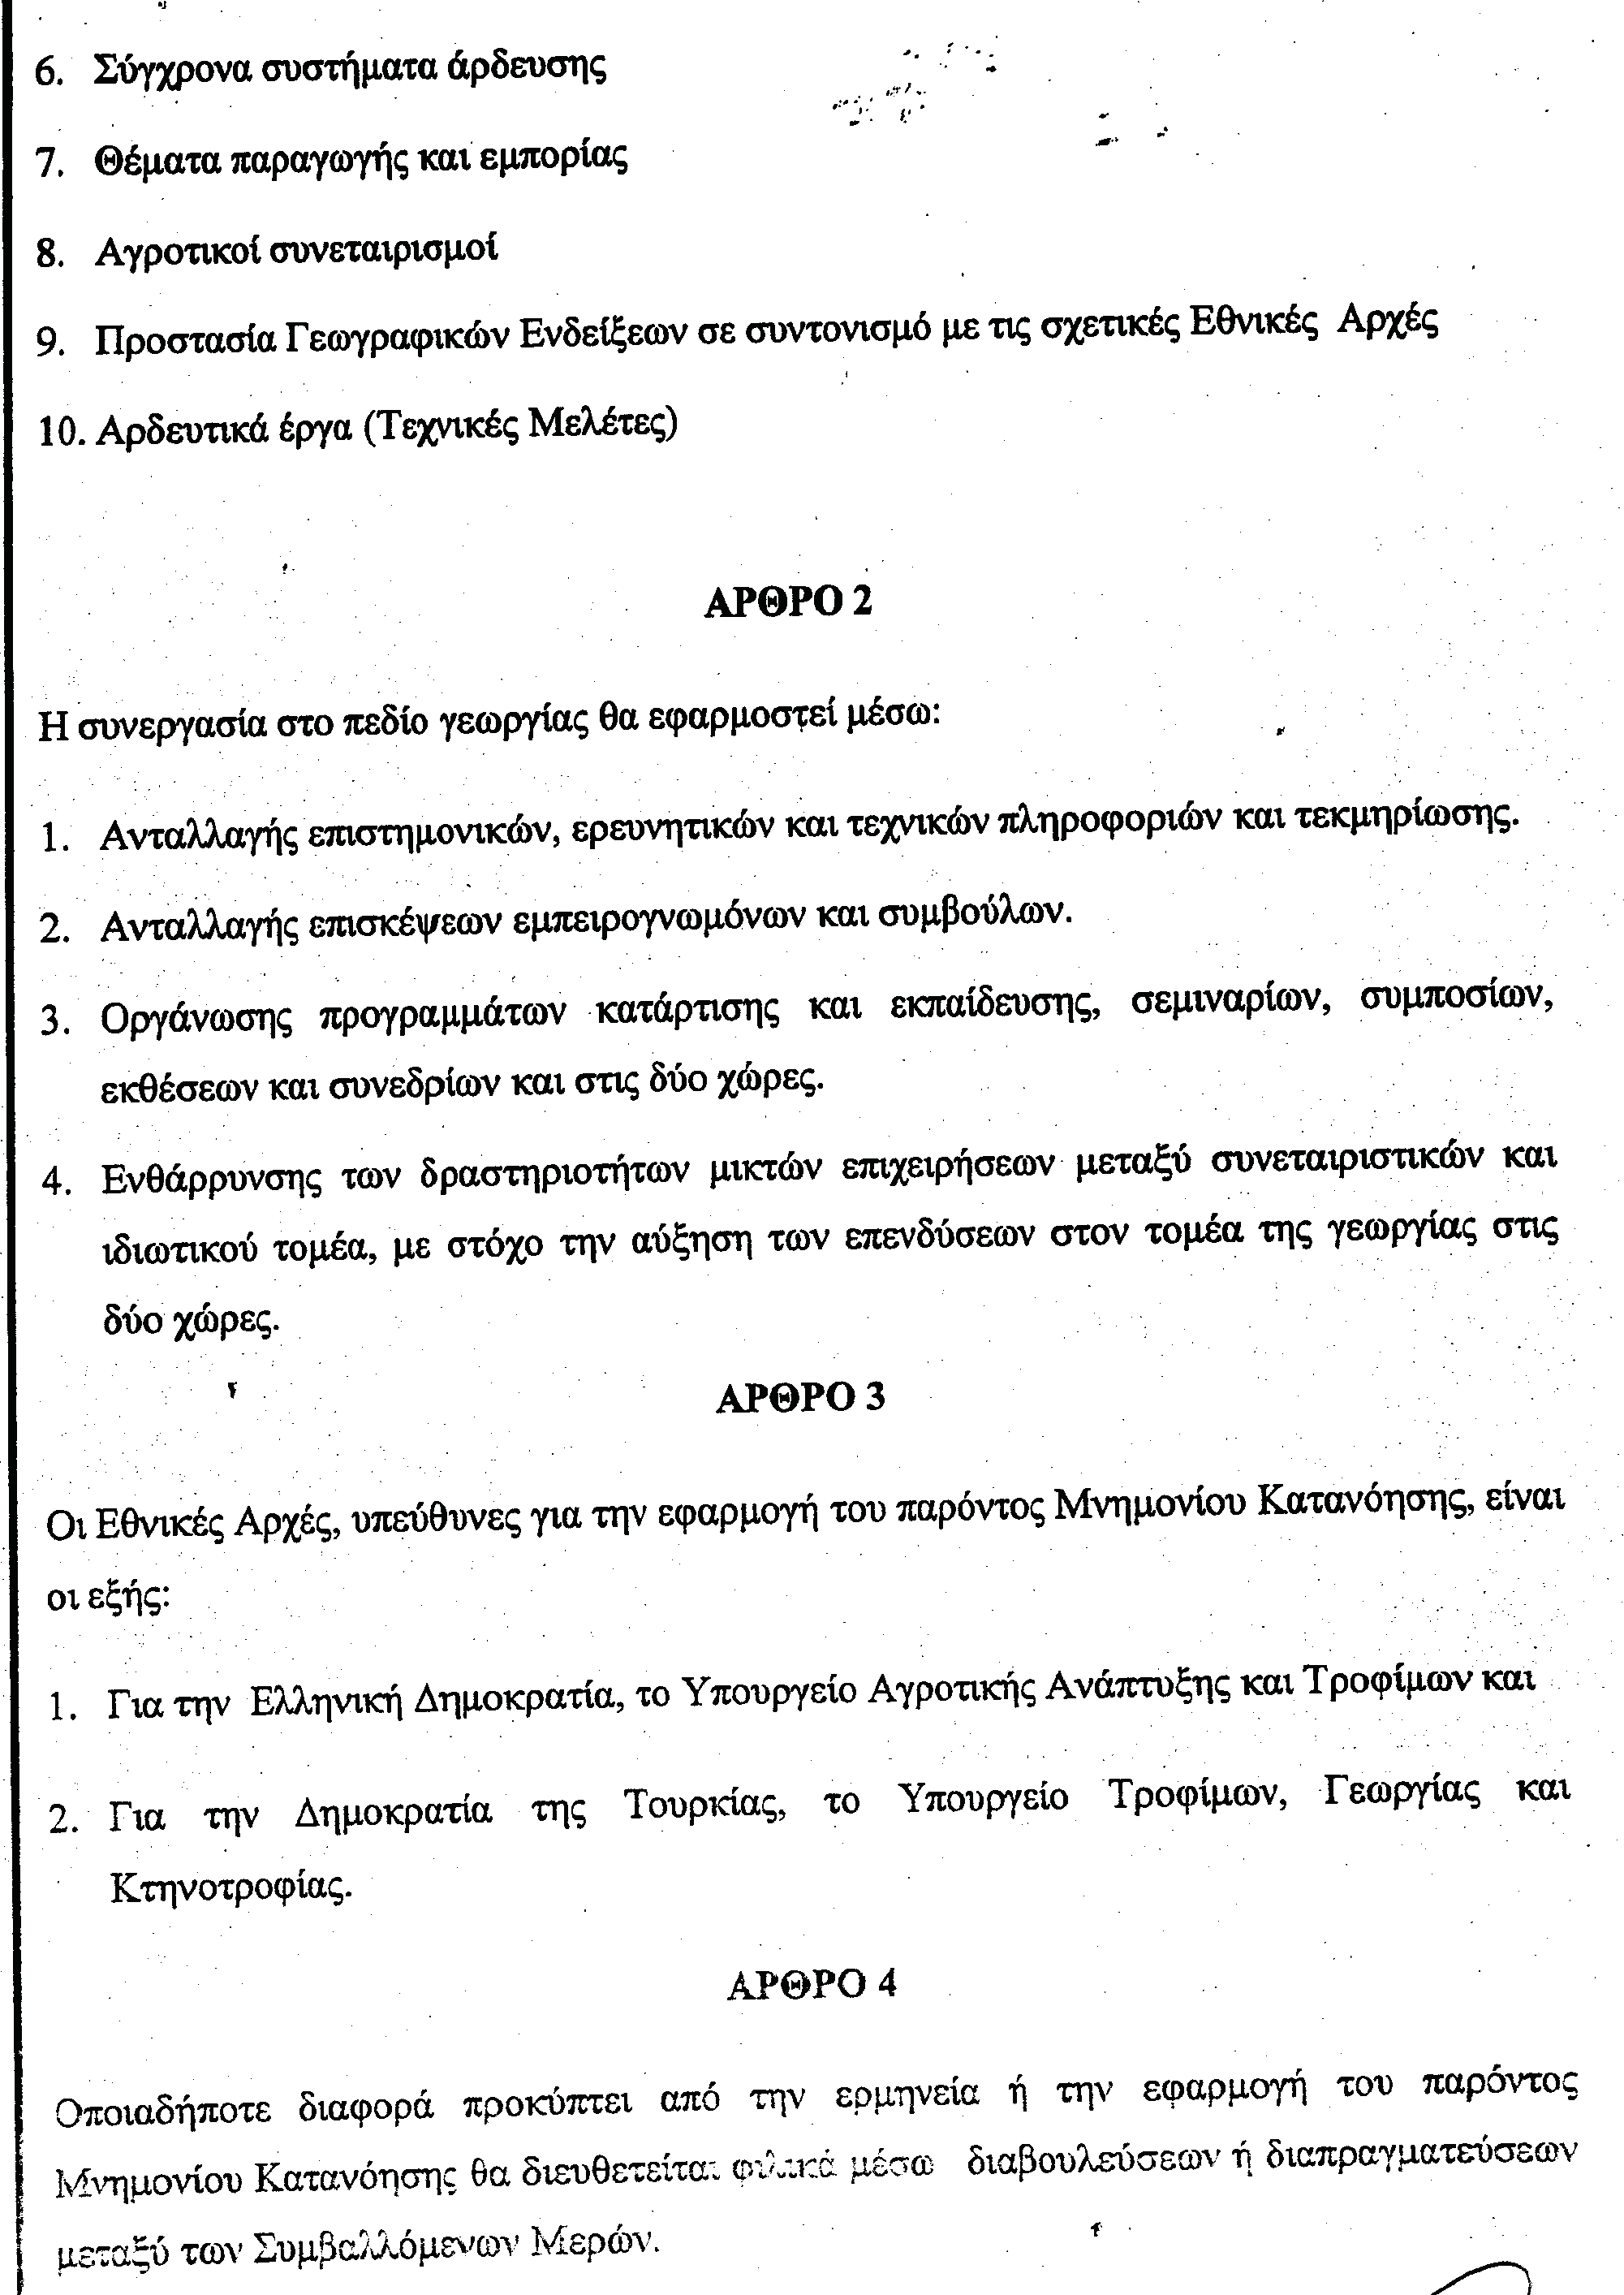 6. Σύγχρονα συστήματα άρδευσης
7. Θέματα παραγωγής και εμπορίας
8. Αγροτικοί συνεταιρισμοί
9. Προστασία Γεωγραφικών Ενδείξεων σε συντονισμό με τις σχετικές Εθνικές Αρχές
10. Αρδευτικά έργα (Τεχνικές Μελέτες)
ΑΡΘΡΟ 2
Η συνεργασία στο πεδίο γεωργίας θα εφαρμοστεί μέσω:
1. Ανταλλαγής επιστημονικών, ερευνητικών και τεχνικών πληροφοριών και τεκμηρίωσης.
2. Ανταλλαγής επισκέψεων εμπειρογνωμόνων και συμβούλων.
3. Οργάνωσης προγραμμάτων κατάρτισης και εκπαίδευσης, σεμιναρίων, συμποσίων,
εκθέσεων και συνεδρίων και στις δύο χώρες.
4. Ενθάρρυνσης των δραστηριοτήτων μικτών επιχειρήσεων μεταξύ συνεταιριστικών και
ιδιωτικού τομέα, με στόχο την αύξηση των επενδύσεων στον τομέα της γεωργίας στις
δύο χώρες.
ΑΡΘΡΟ 3
Οι Εθνικές Αρχές, υπεύθυνες για την εφαρμογή του παρόντος Μνημονίου Κατανόησης, είναι
οι εξής:
1. Για την Ελληνική Δημοκρατία, το Υπουργείο Αγροτικής Ανάπτυξης και Τροφίμων και
2. Για την Δημοκρατία της Τουρκίας, το Υπουργείο Τροφίμων, Γεωργίας και
Κτηνοτροφίας.
ΑΡΘΡΟ 4
Οποιαδήποτε διαφορά προκύπτει από την ερμηνεία ή την εφαρμογή του παρόντος
Μνημονίου Κατανόησης θα διευθετείται φιλικά μέσω διαβουλεύσεων ή διαπραγματεύσεων
μεταξύ των Συμβαλλόμενων Μερών.